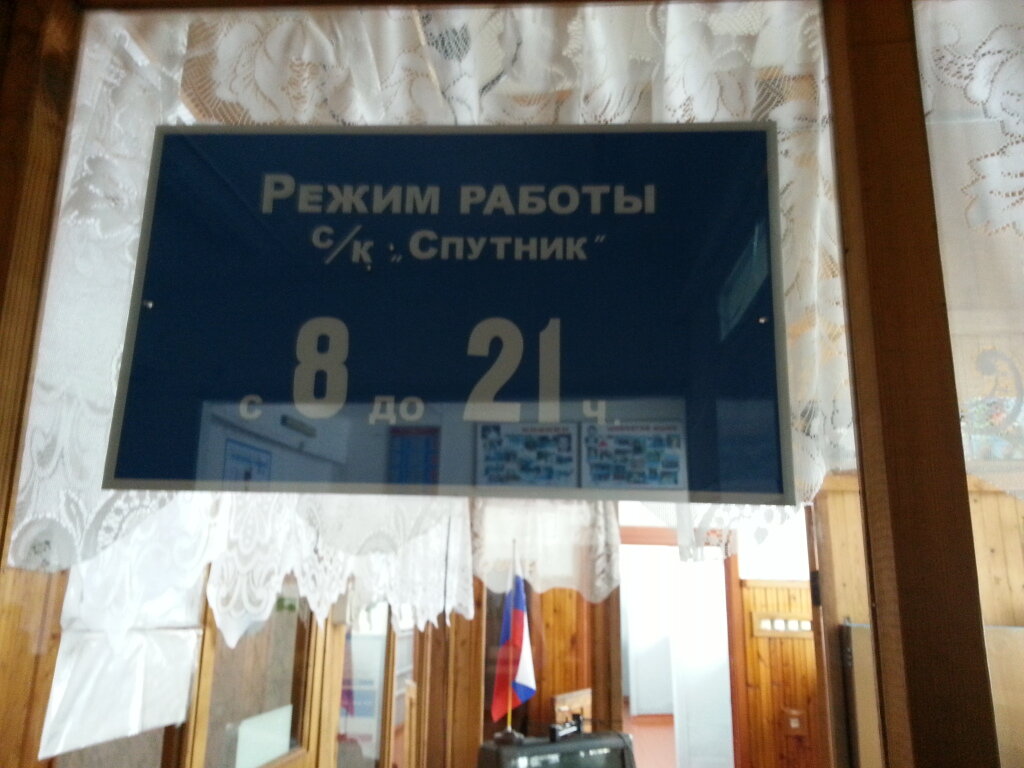 Режим работы
с/к „Спутник"
с 8 до 21 ч.